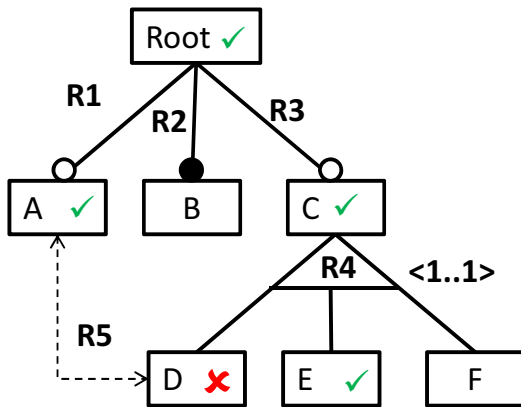 Root ✓
R1
R2
R3
A ✓
B
C ✓
R4
<1..1>
R5
D ✘
E ✓
F